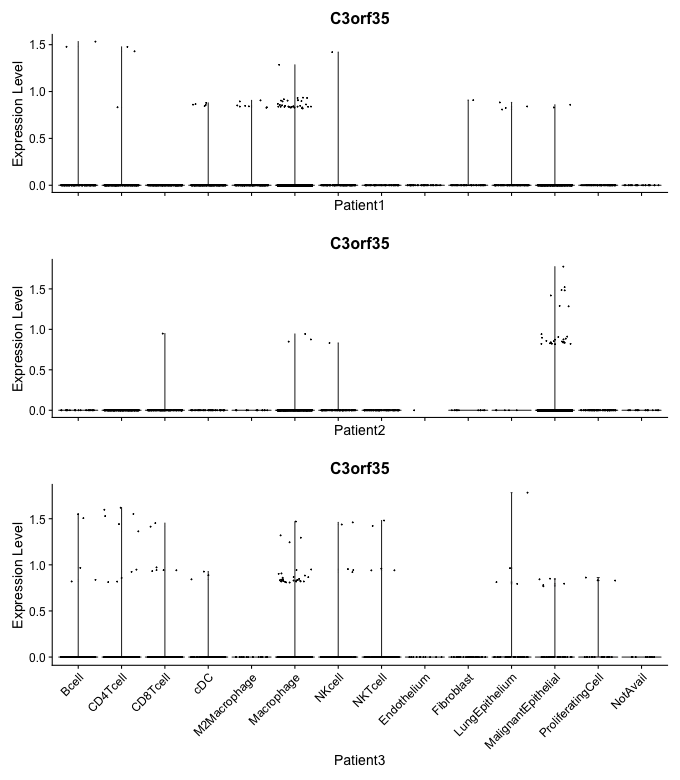 C3orf35
Expression Level
1.5
1.0
0.5
0.0
Patient1
C3orf35
Expression Level
1.5
1.0
0.5
0.0
Patient2
C3orf35
Expression Level
1.5
1.0
0.5
0.0
Bcell
CD4Tcell
CD8Tcell
cDC
M2Macrophage
Macrophage
NKcell
NKTcell
Endothelium
Fibroblast
LungEpithelium
MalignantEpithelial
ProliferatingCell
NotAvail
Patient3